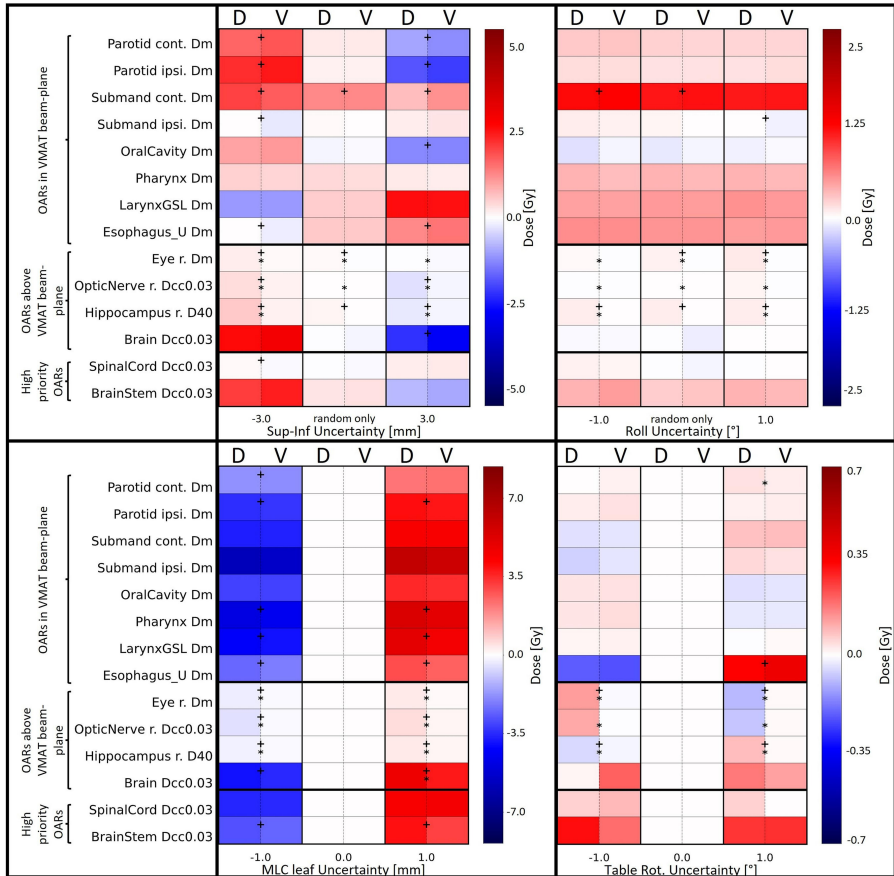 D V D V D V
D V D V D V
OARs in VMAT beam-plane
Parotid cont. Dm
Parotid ipsi. Dm
Submand cont. Dm
Submand ipsi. Dm
OralCavity Dm
Pharynx Dm
LarynxGSL Dm
Esophagus_U Dm
OARs above
VMAT beam-
plane
Eye r. Dm
OpticNerve r. Dcc0.03
Hippocampus r. D40
Brain Dcc0.03
High
priority
OARs
SpinalCord Dcc0.03
BrainStem Dcc0.03
5.0
2.5
0.0
-2.5
-5.0
Dose [Gy]
2.5
1.25
0.0
-1.25
-2.5
Dose [Gy]
-3.0 random only 3.0
Sup-Inf Uncertainty [mm]
-1.0 random only 1.0
Roll Uncertainty [°]
D V D V D V
D V D V D V
OARs in VMAT beam-plane
Parotid cont. Dm
Parotid ipsi. Dm
Submand cont. Dm
Submand ipsi. Dm
OralCavity Dm
Pharynx Dm
LarynxGSL Dm
Esophagus_U Dm
OARs above
VMAT beam-
plane
Eye r. Dm
OpticNerve r. Dcc0.03
Hippocampus r. D40
Brain Dcc0.03
High
priority
OARs
SpinalCord Dcc0.03
BrainStem Dcc0.03
7.0
3.5
0.0
-3.5
-7.0
Dose [Gy]
0.7
0.35
0.0
-0.35
-0.7
Dose [Gy]
-1.0 0.0 1.0
MLC leaf Uncertainty [mm]
-1.0 0.0 1.0
Table Rot. Uncertainty [°]